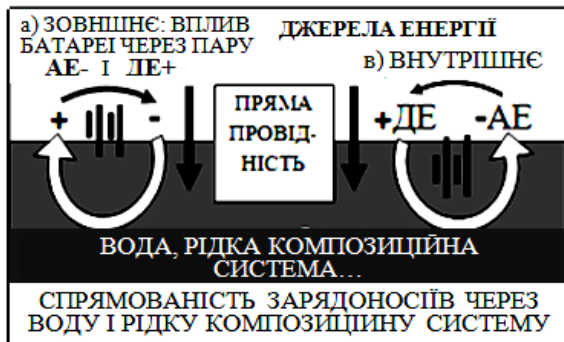 а) ЗОВНІШНЄ: ВПЛИВ
БАТАРЕЇ ЧЕРЕЗ ПАРУ
АЕ- І ДЕ+
ДЖЕРЕЛА ЕНЕРГІЇ
в) ВНУТРІШНЄ
+ -
ПРЯМА
ПРОВІД-
НІСТЬ
+ДЕ -АЕ
ВОДА, РІДКА КОМПОЗИЦІЙНА
СИСТЕМА...
СПРЯМОВАНІСТЬ ЗАРЯДОНОСІЇВ ЧЕРЕЗ
ВОДУ І РІДКУ КОМПОЗИЦІЙНУ СИСТЕМУ